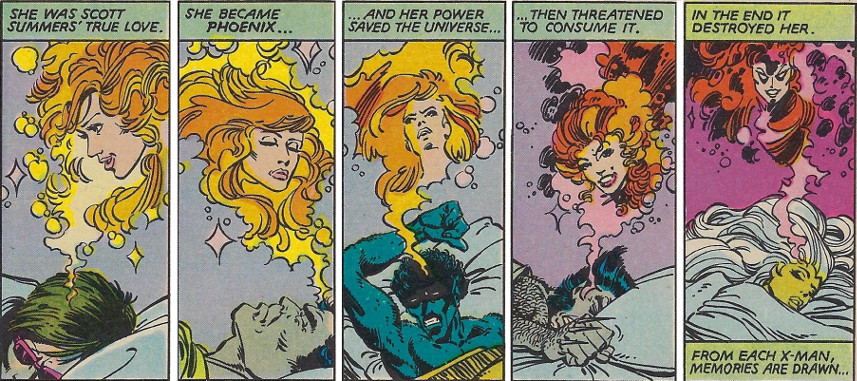 SHE WAS SCOTT
SUMMERS' TRUE LOVE.
SHE BECAME
PHOENIX...
...AND HER POWER
SAVED THE UNIVERSE...
...THEN THREATENED
TO CONSUME IT.
IN THE END IT
DESTROYED HER.
FROM EACH X-MAN,
MEMORIES ARE DRAWN...